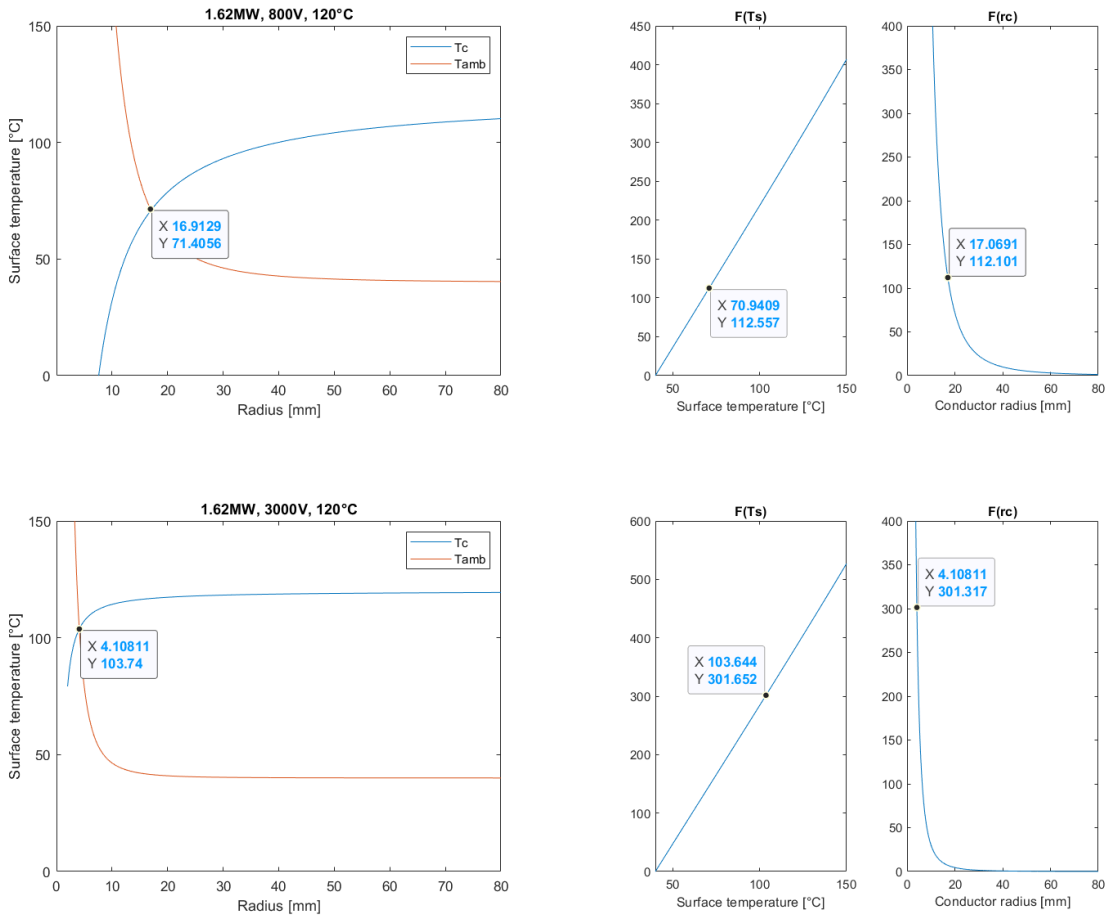 1.62MW, 800V, 120°C
150
100
50
0
Surface temperature [°C]
Tc
Tamb
X 16.9129
Y 71.4056
0
10
20
30
40
50
60
70
80
Radius [mm]
F(Ts)
450
400
350
300
250
200
150
100
50
0
X 70.9409
Y 112.557
50
100
150
Surface temperature [°C]
F(rc)
400
350
300
250
200
150
100
50
0
X 17.0691
Y 112.101
0
20
40
60
80
Conductor radius [mm]
1.62MW, 3000V, 120°C
150
100
50
0
Surface temperature [°C]
Tc
Tamb
X 4.10811
Y 103.74
0
10
20
30
40
50
60
70
80
Radius [mm]
F(Ts)
600
500
400
300
200
100
0
X 103.644
Y 301.652
50
100
150
Surface temperature [°C]
F(rc)
400
350
300
250
200
150
100
50
0
X 4.10811
Y 301.317
0
20
40
60
80
Conductor radius [mm]